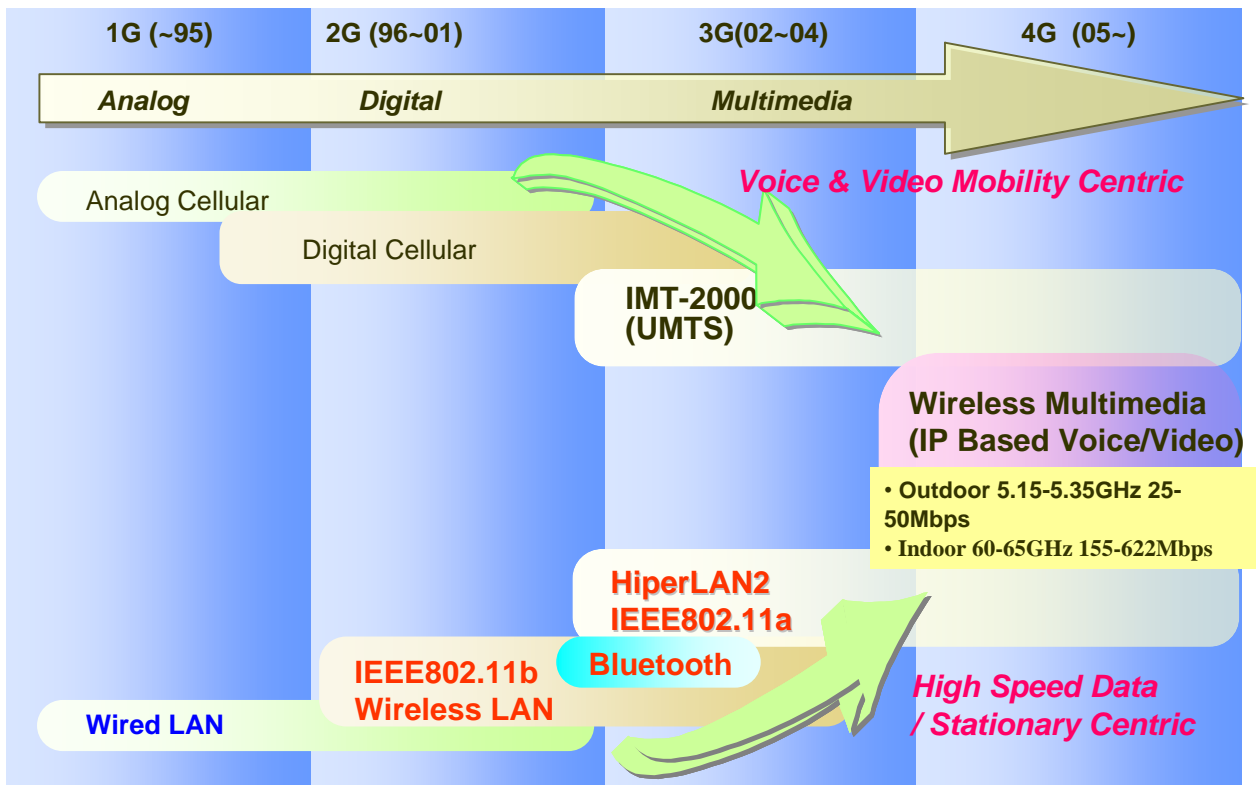 1G (~95)
2G (96~01)
3G(02~04)
4G (05~)
Analog
Digital
Multimedia
Voice & Video Mobility Centric
Analog Cellular
Digital Cellular
IMT-2000
(UMTS)
Wireless Multimedia
(IP Based Voice/Video)
• Outdoor 5.15-5.35GHz 25-
50Mbps
• Indoor 60-65GHz 155-622Mbps
HiperLAN2
IEEE802.11a
Bluetooth
IEEE802.11b
Wireless LAN
Wired LAN
High Speed Data
/ Stationary Centric